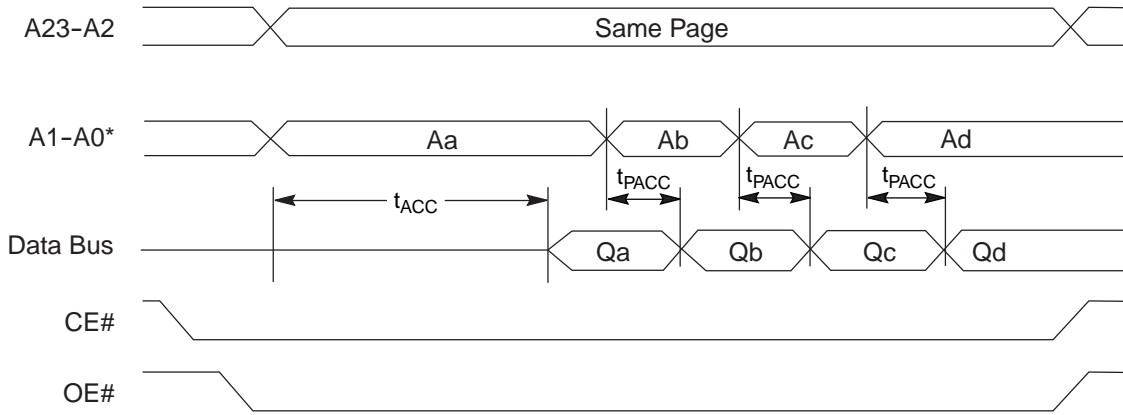 A23-A2
Same Page
A1-A0*
Aa
Ab
Ac
Ad
tACC
tPACC
tPACC
tPACC
Data Bus
Qa
Qb
Qc
Qd
CE#
OE#